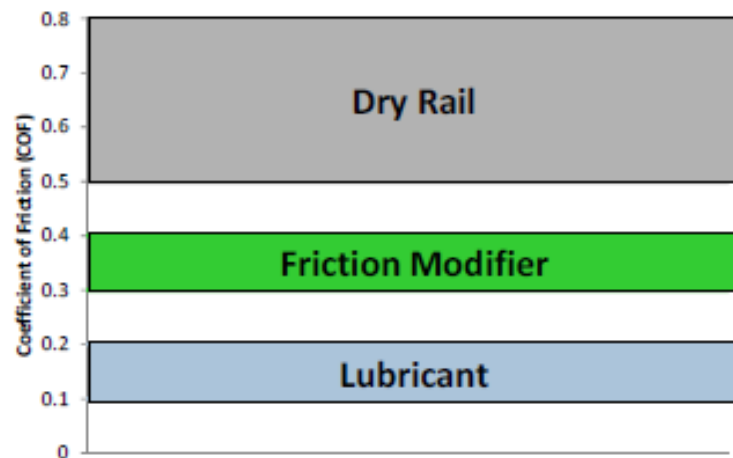 Coefficient of Friction (COF)
0.8
0.7
0.6
0.5
0.4
0.3
0.2
0.1
0
Dry Rail
Friction Modifier
Lubricant